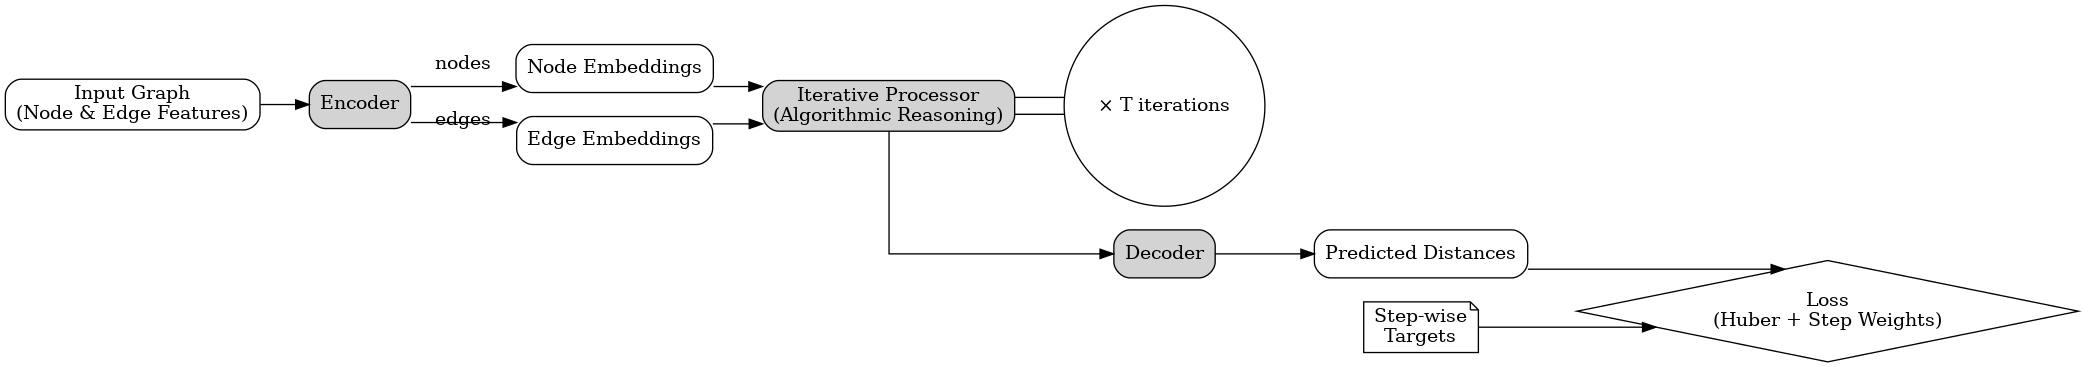 Input Graph
(Node & Edge Features)
Encoder
nodes
edges
Node Embeddings
Edge Embeddings
Iterative Processor
(Algorithmic Reasoning)
× T iterations
Decoder
Predicted Distances
Step-wise
Targets
Loss
(Huber + Step Weights)